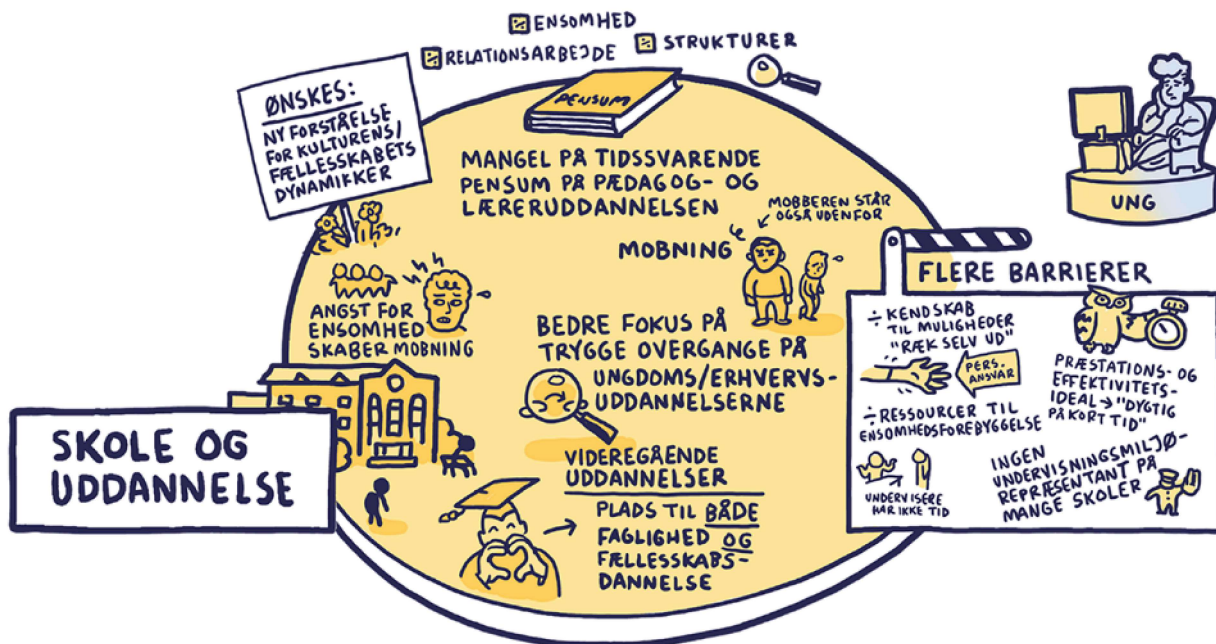 ENSOMHED
RELATIONSARBEJDE
STRUKTURER
ØNSKES:
NY FORSTÅELSE
FOR KULTURENS/
FÆLLESSKABETS
DYNAMIKKER
PENSUM
MANGEL PÅ TIDSSVARENDE
PENSUM PÅ PÆDAGOG- OG
LÆRERUDDANNELSEN
MOBBEREN STÅR
OGSÅ UDENFOR
MOBNING
UNG
ANGST FOR
ENSOMHED
SKABER MOBNING
BEDRE FOKUS PÅ
TRYGGE OVERGANGE PÅ
UNGDOMS/ERHVERVS-
UDDANNELSERNE
SKOLE OG
UDDANNELSE
VIDEREGÅENDE
UDDANNELSER
PLADS TIL BÅDE
FAGLIGHED OG
FÆLLESSKABS-
DANNELSE
FLERE BARRIERER
÷ KENDSKAB
TIL MULIGHEDER
"RÆK SELV UD"
PERS.
ANSVAR
÷ RESSOURCER TIL
ENSOMHEDSFOREBYGGELSE
UNDERVISERE
HAR IKKE TID
PRÆSTATIONS- OG
EFFEKTIVITETS-
IDEAL → "DYGTIG
PÅ KORT TID"
INGEN
UNDERVISNINGSMILJØ-
REPRÆSENTANT PÅ
MANGE SKOLER